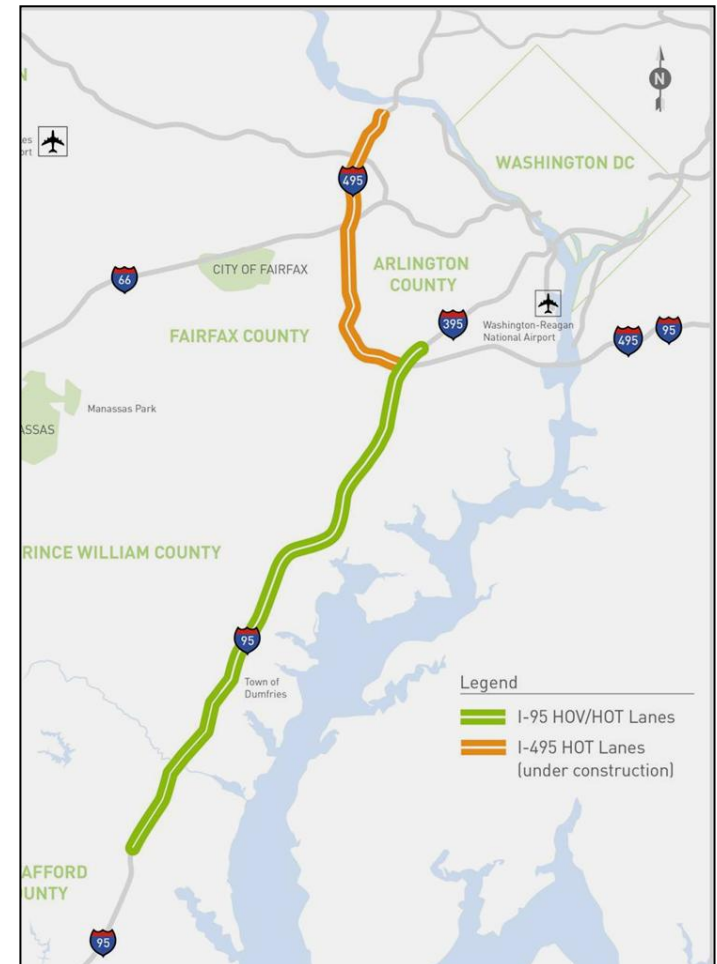 N
N
es
ort
WASHINGTON DC
495
ARLINGTON
COUNTY
CITY OF FAIRFAX
66
395
Washington-Reagan
National Airport
495
95
FAIRFAX COUNTY
Manassas Park
ASSAS
RINCE WILLIAM COUNTY
95
Town of
Dumfries
Legend
I-95 HOV/HOT Lanes
I-495 HOT Lanes
(under construction)
AFFORD
UNTY
95